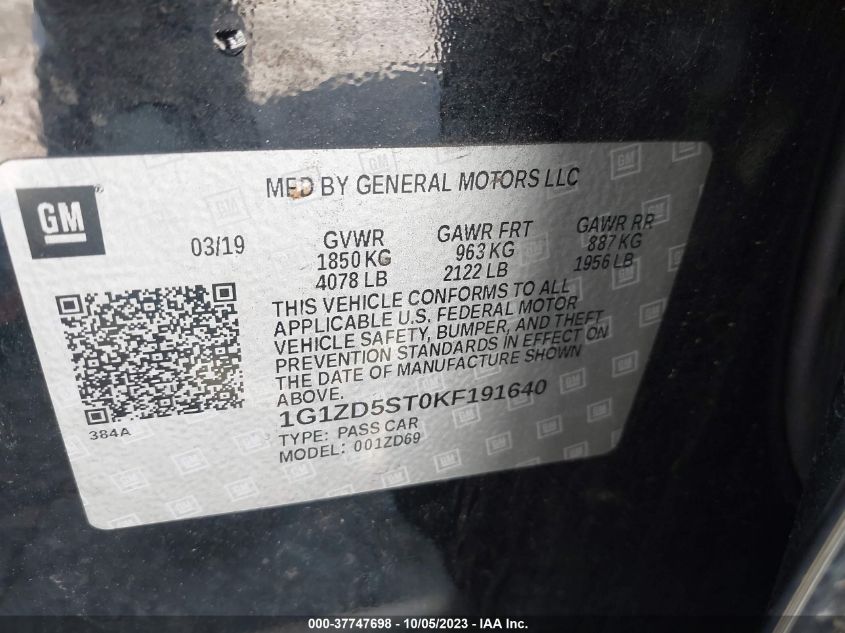 MFD BY GENERAL MOTORS LLC
GM
03/19
GVWR
1850 KG
4078 LB
GAWR FRT
963 KG
2122 LB
GAWR RR
887 KG
1956 LB
THIS VEHICLE CONFORMS TO ALL
APPLICABLE U.S. FEDERAL MOTOR
VEHICLE SAFETY, BUMPER, AND THEFT
PREVENTION STANDARDS IN EFFECT ON
THE DATE OF MANUFACTURE SHOWN
ABOVE.
1G1ZD5ST0KF191640
TYPE: PASS CAR
MODEL: 001ZD69
384A
000-37747698 - 10/05/2023 - IAA Inc.